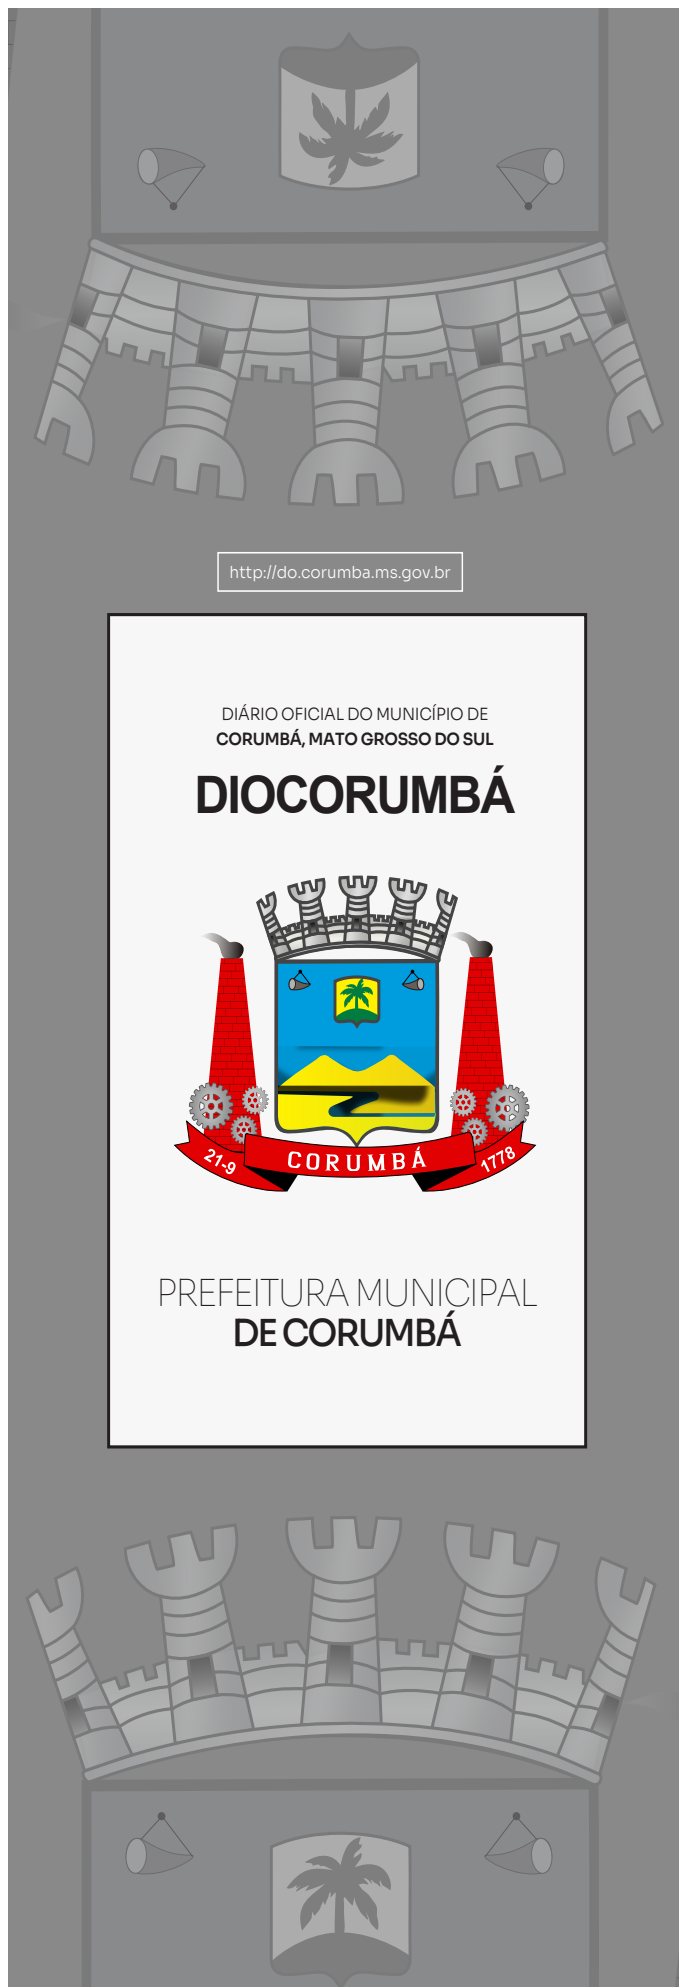 http://do.corumba.ms.gov.br
DIÁRIO OFICIAL DO MUNICÍPIO DE
CORUMBÁ, MATO GROSSO DO SUL
DIOCORUMBÁ
21-9
CORUMBÁ
1778
PREFEITURA MUNICIPAL
DE CORUMBÁ